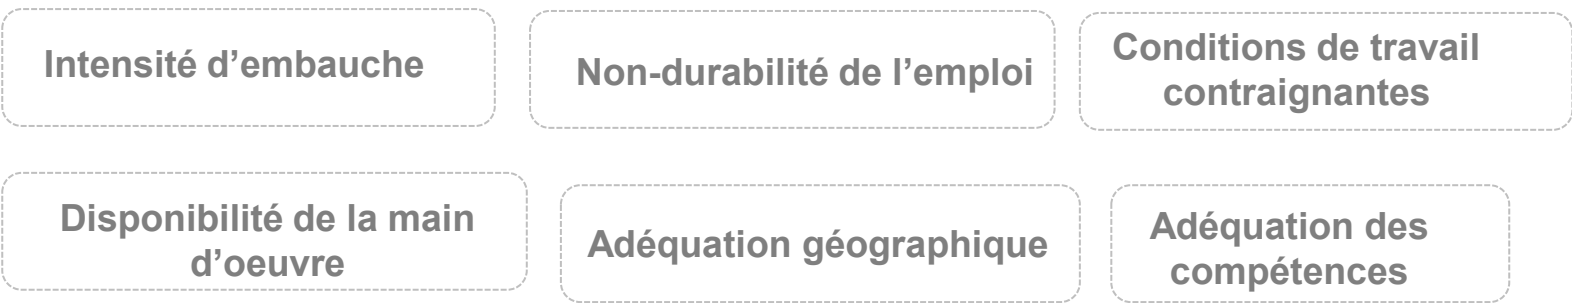 Intensité d’embauche
Non-durabilité de l’emploi
Conditions de travail
contraignantes
Disponibilité de la main
d’oeuvre
Adéquation géographique
Adéquation des
compétences